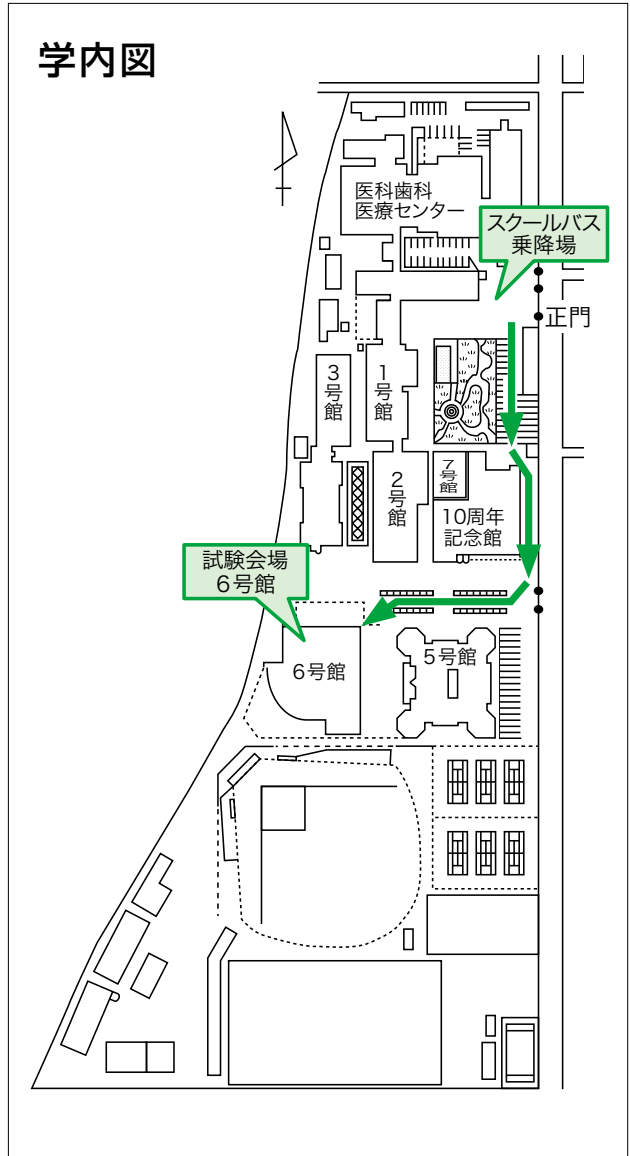 学内図
医科歯科
医療センター
スクールバス
乗降場
正門
3号館
1号館
2号館
7号館
10周年
記念館
試験会場
6号館
6号館
5号館